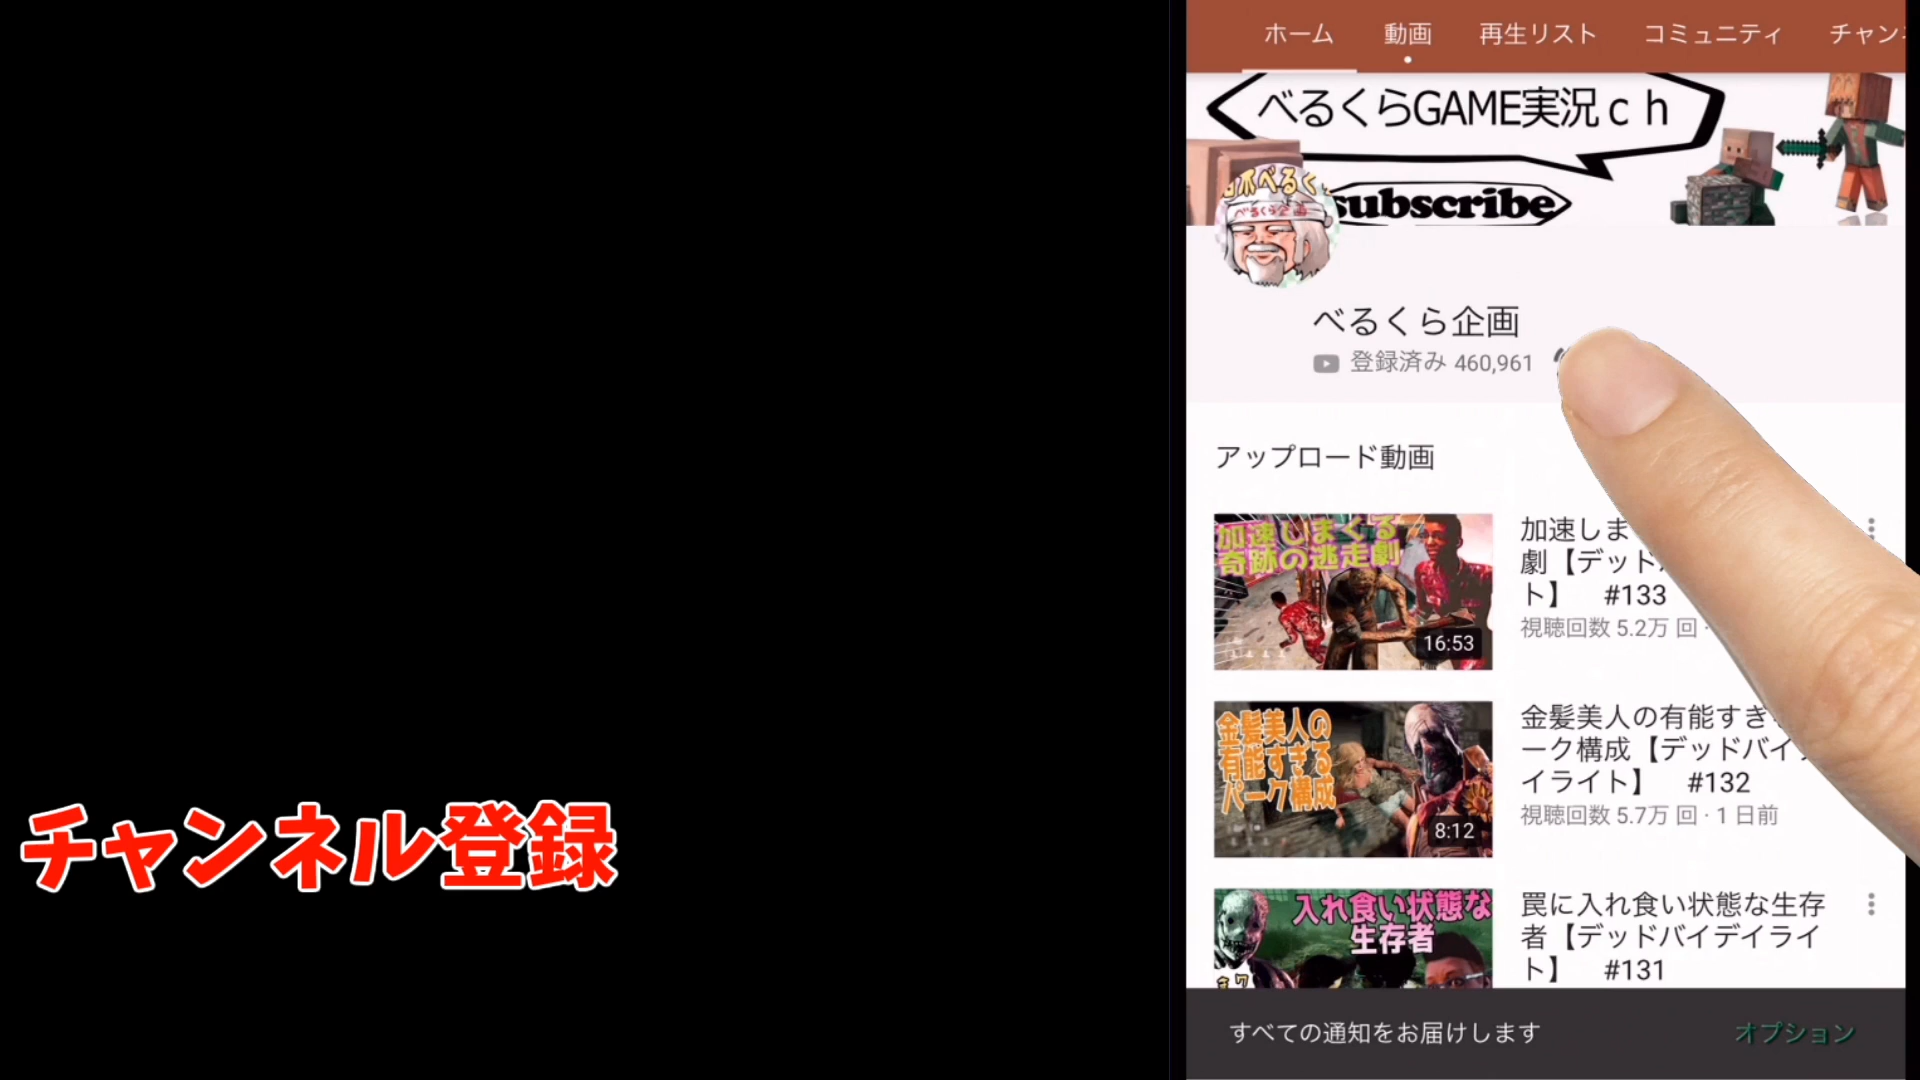 ホーム 動画 再生リスト コミュニティ チャン
べるくらGAME実況ｃｈ
subscribe
べるくら企画
べるくら企画
登録済み 460,961
アップロード動画
加速しまくる
奇跡の逃走劇
16:53
加速しま
劇【デッド
ト】 #133
視聴回数 5.2万 回 ·
金髪美人の
有能すぎる
パーク構成
8:12
金髪美人の有能すぎ
ーク構成【デッドバイ
イライト】 #132
視聴回数 5.7万 回 · 1 日前
入れ食い状態な
生存者
罠に入れ食い状態な生存
者【デッドバイデイライ
ト】 #131
すべての通知をお届けします オプション
チャンネル登録